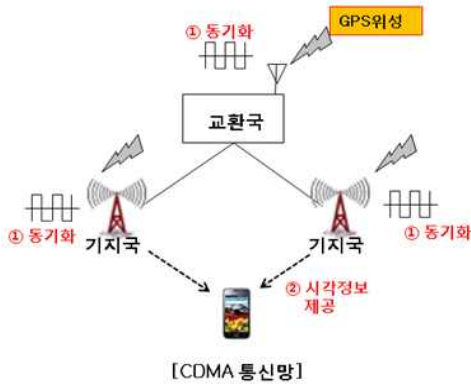 GPS위성
① 동기화
교환국
① 동기화
기지국
기지국
① 동기화
② 시각정보
제공
[CDMA 통신망]